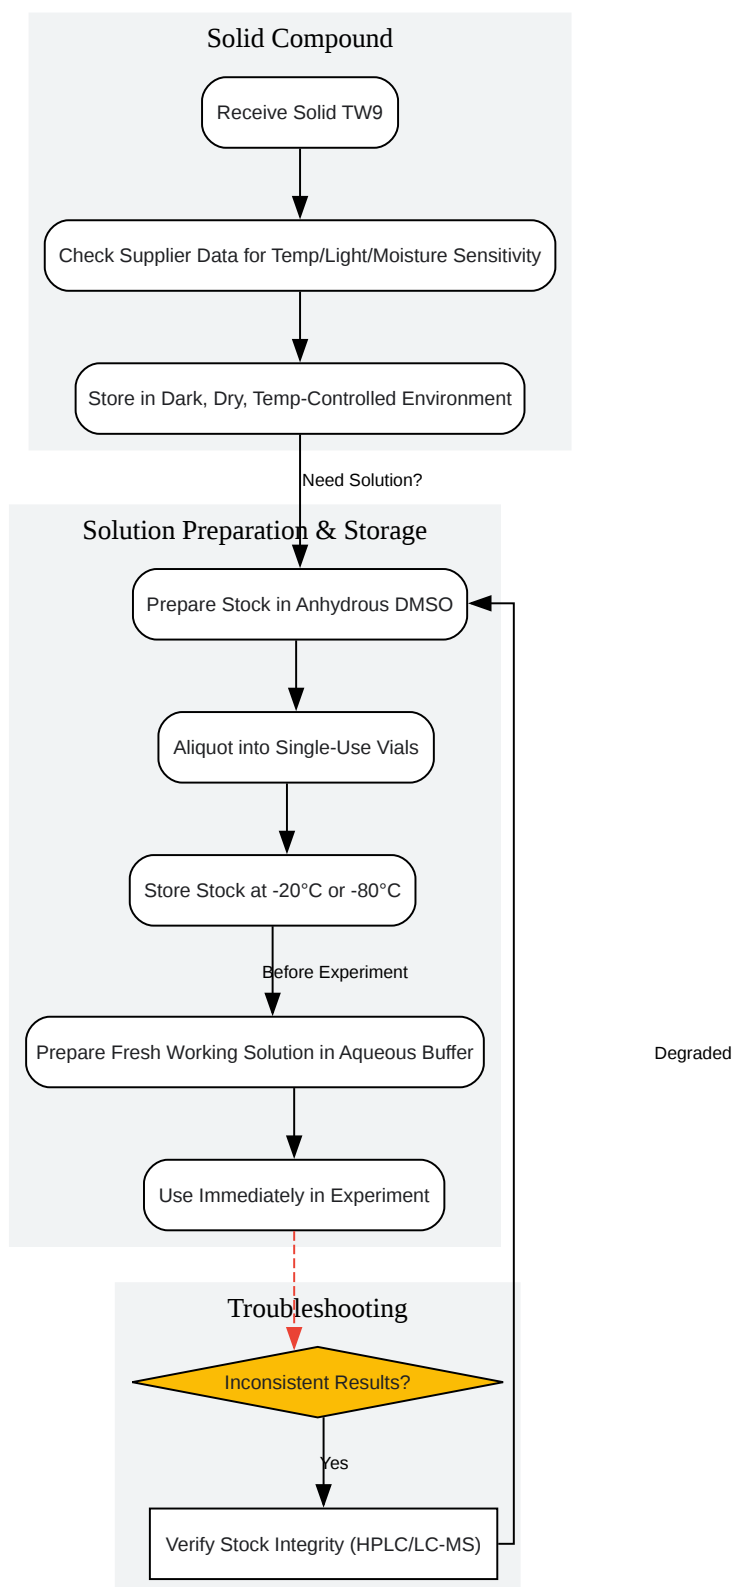 Solid Compound
Receive Solid TW9
Check Supplier Data for Temp/Light/Moisture Sensitivity
Store in Dark, Dry, Temp-Controlled Environment
Need Solution?
Solution Preparation & Storage
Prepare Stock in Anhydrous DMSO
Aliquot into Single-Use Vials
Store Stock at -20°C or -80°C
Before Experiment
Prepare Fresh Working Solution in Aqueous Buffer
Degraded
Use Immediately in Experiment
Troubleshooting
Inconsistent Results?
Yes
Verify Stock Integrity (HPLC/LC-MS)